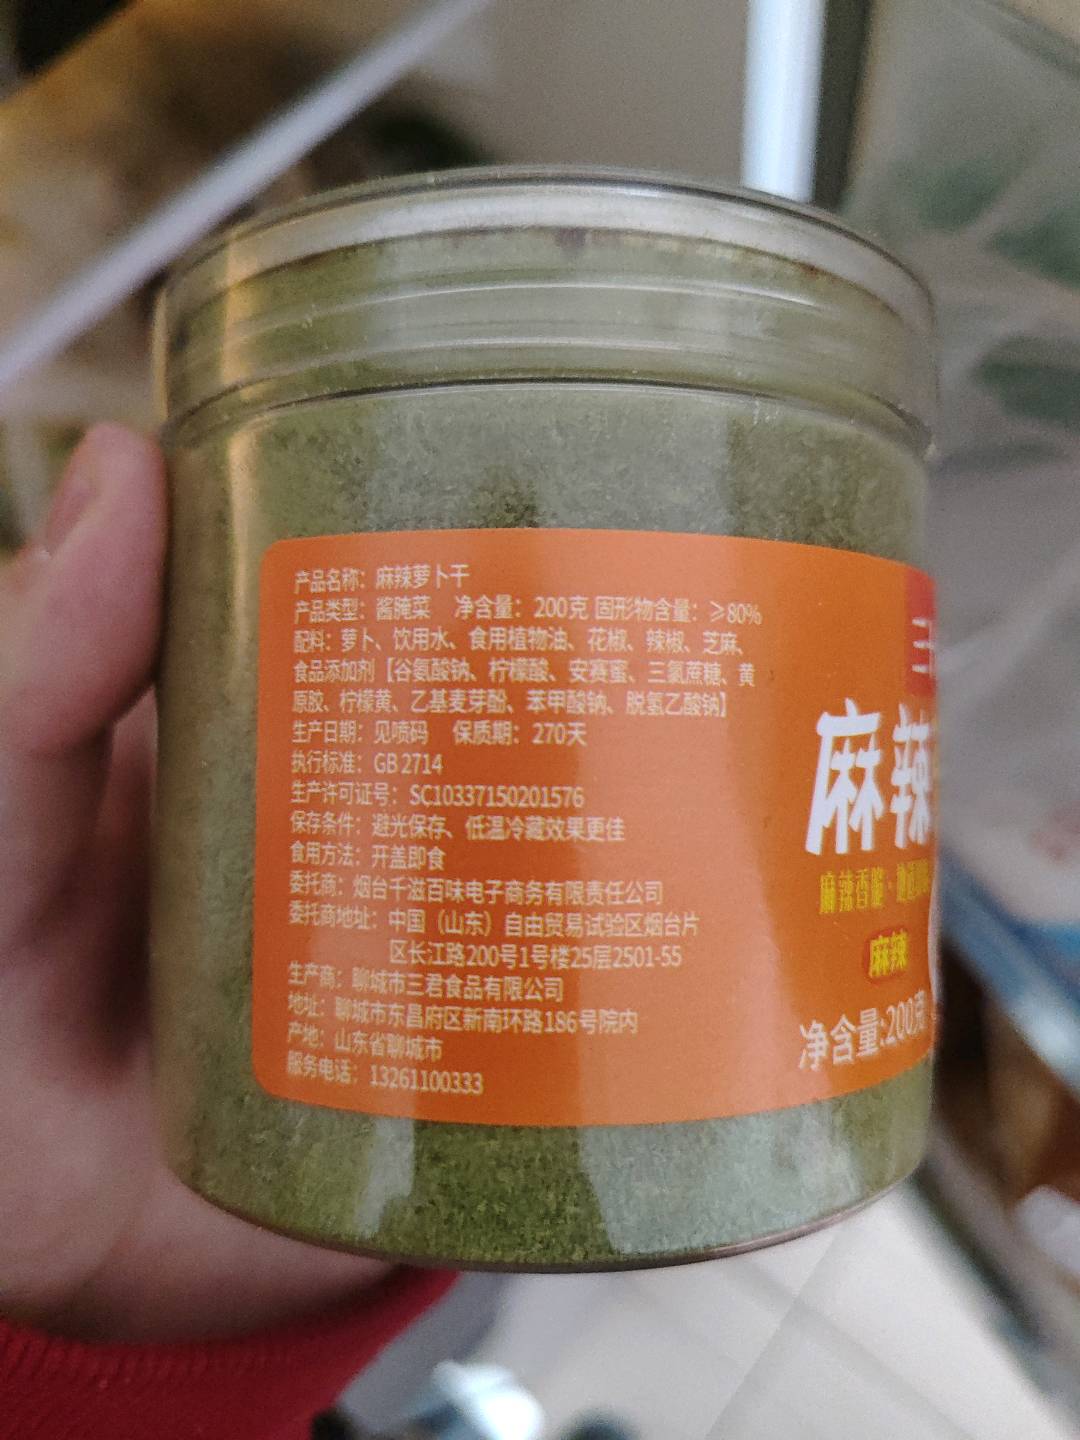 产品名称：麻辣萝卜干
产品类型：酱腌菜 净含量：200克 固形物含量：≥80%
配料：萝卜、饮用水、食用植物油、花椒、辣椒、芝麻、
食品添加剂【谷氨酸钠、柠檬酸、安赛蜜、三氯蔗糖、黄
原胶、柠檬黄、乙基麦芽酚、苯甲酸钠、脱氢乙酸钠】
生产日期：见喷码 保质期：270天
执行标准：GB 2714
生产许可证号：SC10337150201576
保存条件：避光保存、低温冷藏效果更佳
食用方法：开盖即食
委托商：烟台千滋百味电子商务有限责任公司
委托商地址：中国（山东）自由贸易试验区烟台片
区长江路200号1号楼25层2501-55
生产商：聊城市三君食品有限公司
地址：聊城市东昌府区新南环路186号院内
产地：山东省聊城市
服务电话：13261100333
三
麻辣
麻辣香脆·
麻辣
净含量:200克